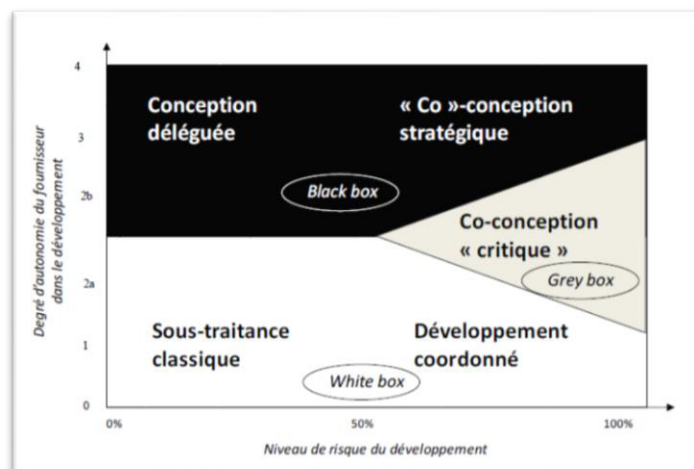 4
Conception
déléguée
« Co »-conception
stratégique
3
Degré d'autonomie du fournisseur
dans le développement
2b
Black box
Co-conception
« critique »
2a
Grey box
Sous-traitance
classique
Développement
coordonné
1
White box
0
0%
50%
100%
Niveau de risque du développement